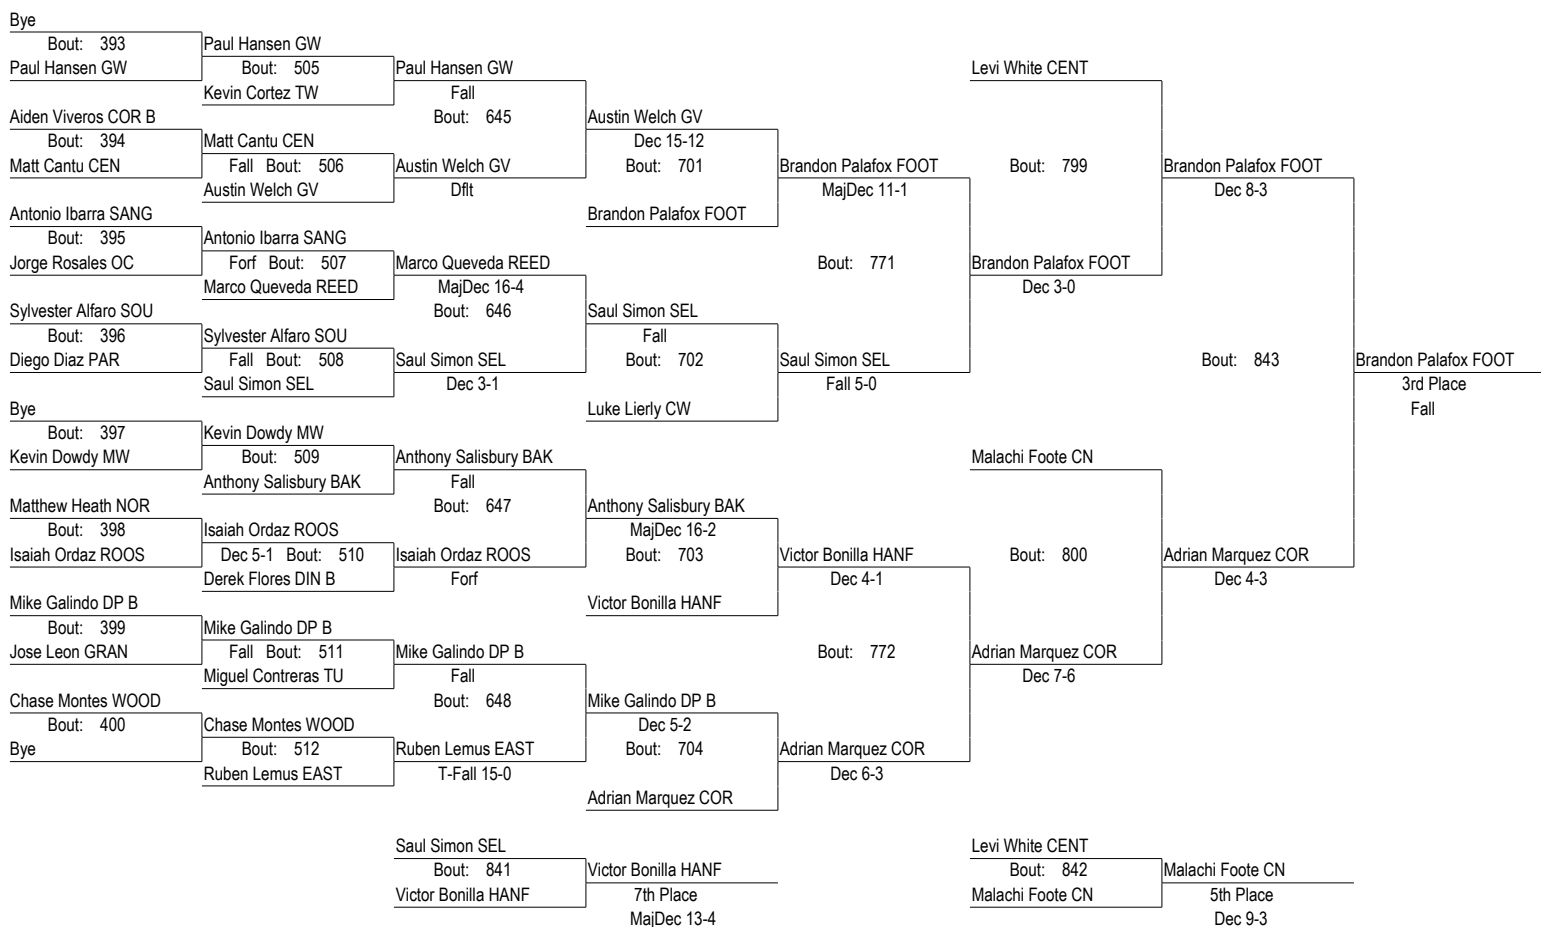 Bye
Bout: 393
Paul Hansen GW
Paul Hansen GW
Bout: 505
Paul Hansen GW
Levi White CENT
Kevin Cortez TW
Fall
Aiden Viveros COR B
Bout: 645
Austin Welch GV
Bout: 394
Matt Cantu CEN
Dec 15-12
Matt Cantu CEN
Fall Bout: 506
Austin Welch GV
Bout: 701
Brandon Palafox FOOT
Bout: 799
Brandon Palafox FOOT
Austin Welch GV
Dflt
MajDec 11-1
Dec 8-3
Antonio Ibarra SANG
Brandon Palafox FOOT
Bout: 395
Antonio Ibarra SANG
Jorge Rosales OC
Forf Bout: 507
Marco Queveda REED
Bout: 771
Brandon Palafox FOOT
Marco Queveda REED
MajDec 16-4
Dec 3-0
Sylvester Alfaro SOU
Bout: 646
Saul Simon SEL
Bout: 396
Sylvester Alfaro SOU
Fall
Diego Diaz PAR
Fall Bout: 508
Saul Simon SEL
Bout: 702
Saul Simon SEL
Bout: 843
Brandon Palafox FOOT
Saul Simon SEL
Dec 3-1
Fall 5-0
3rd Place
Bye
Luke Lierly CW
Fall
Bout: 397
Kevin Dowdy MW
Kevin Dowdy MW
Bout: 509
Anthony Salisbury BAK
Malachi Foote CN
Anthony Salisbury BAK
Fall
Matthew Heath NOR
Bout: 647
Anthony Salisbury BAK
Bout: 398
Isaiah Ordaz ROOS
MajDec 16-2
Isaiah Ordaz ROOS
Dec 5-1 Bout: 510
Isaiah Ordaz ROOS
Bout: 703
Victor Bonilla HANF
Bout: 800
Adrian Marquez COR
Derek Flores DIN B
Forf
Dec 4-1
Dec 4-3
Mike Galindo DP B
Victor Bonilla HANF
Bout: 399
Mike Galindo DP B
Jose Leon GRAN
Fall Bout: 511
Mike Galindo DP B
Bout: 772
Adrian Marquez COR
Miguel Contreras TU
Fall
Dec 7-6
Chase Montes WOOD
Bout: 648
Mike Galindo DP B
Bout: 400
Chase Montes WOOD
Dec 5-2
Bye
Bout: 512
Ruben Lemus EAST
Bout: 704
Adrian Marquez COR
Ruben Lemus EAST
T-Fall 15-0
Dec 6-3
Adrian Marquez COR
Saul Simon SEL
Levi White CENT
Bout: 841
Victor Bonilla HANF
Bout: 842
Malachi Foote CN
Victor Bonilla HANF
7th Place
Malachi Foote CN
5th Place
MajDec 13-4
Dec 9-3